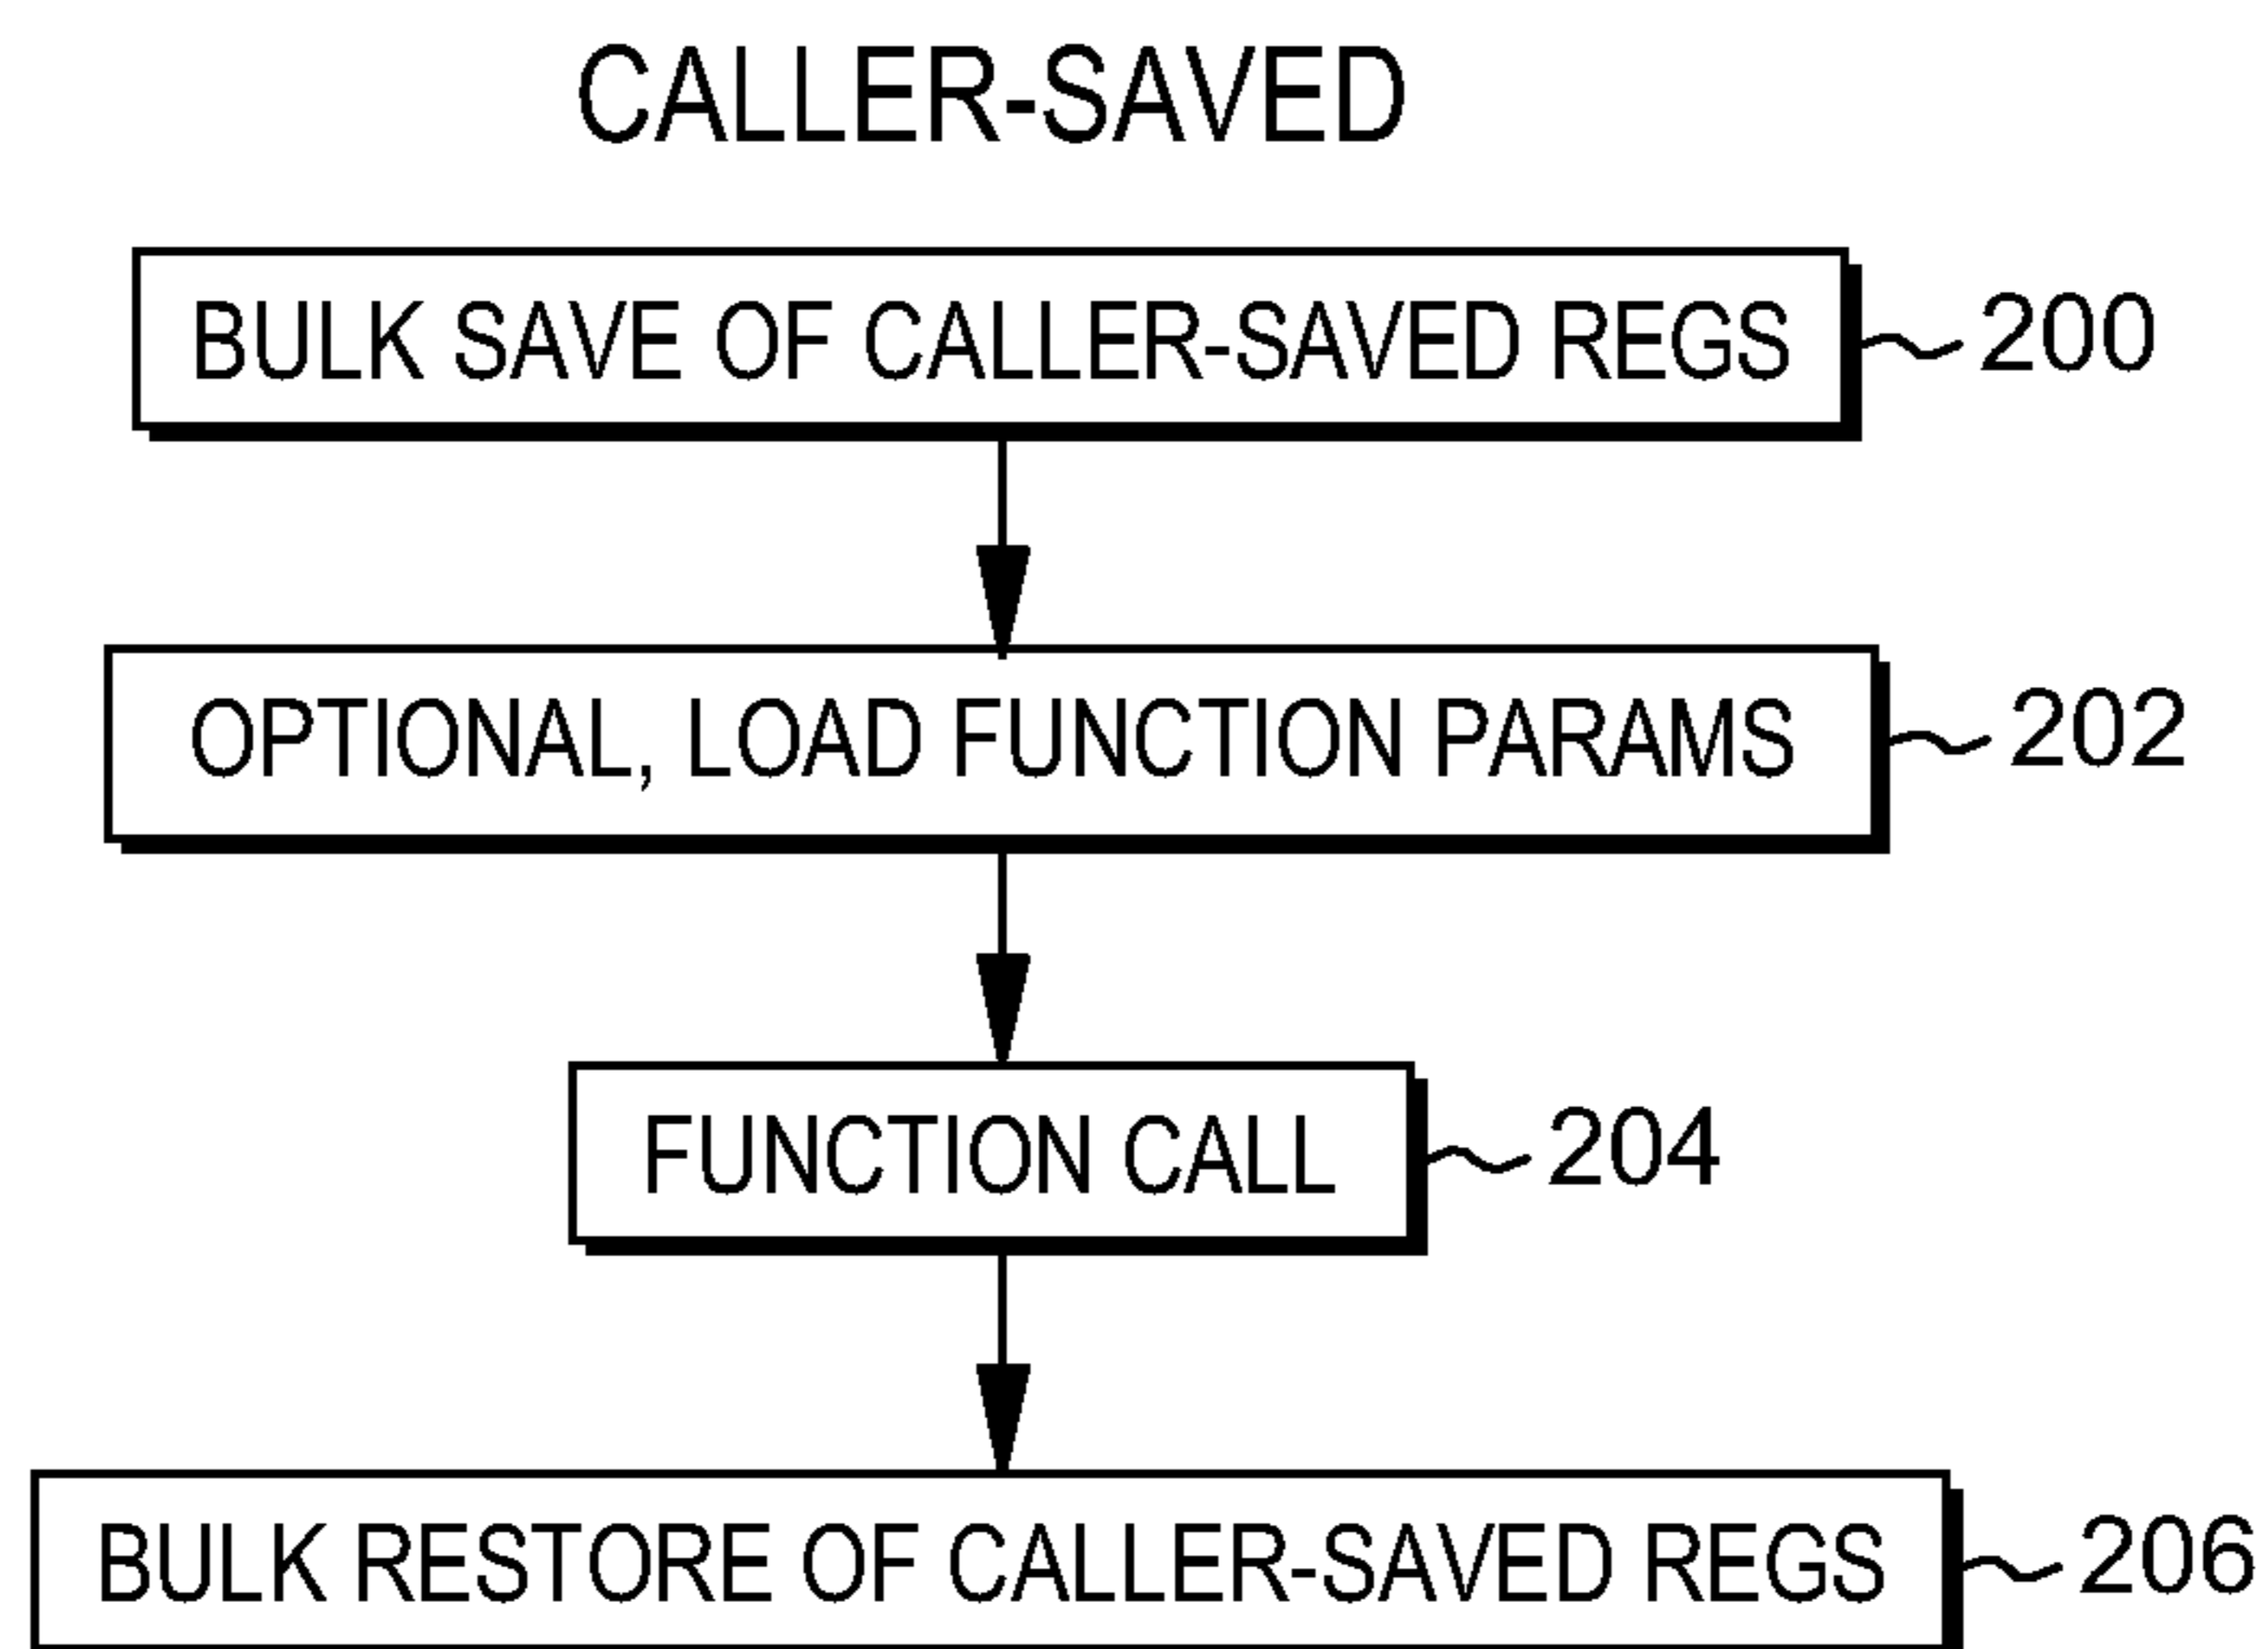 CALLER-SAVED
BULK SAVE OF CALLER-SAVED REGS 200
OPTIONAL, LOAD FUNCTION PARAMS 202
FUNCTION CALL 204
BULK RESTORE OF CALLER-SAVED REGS 206